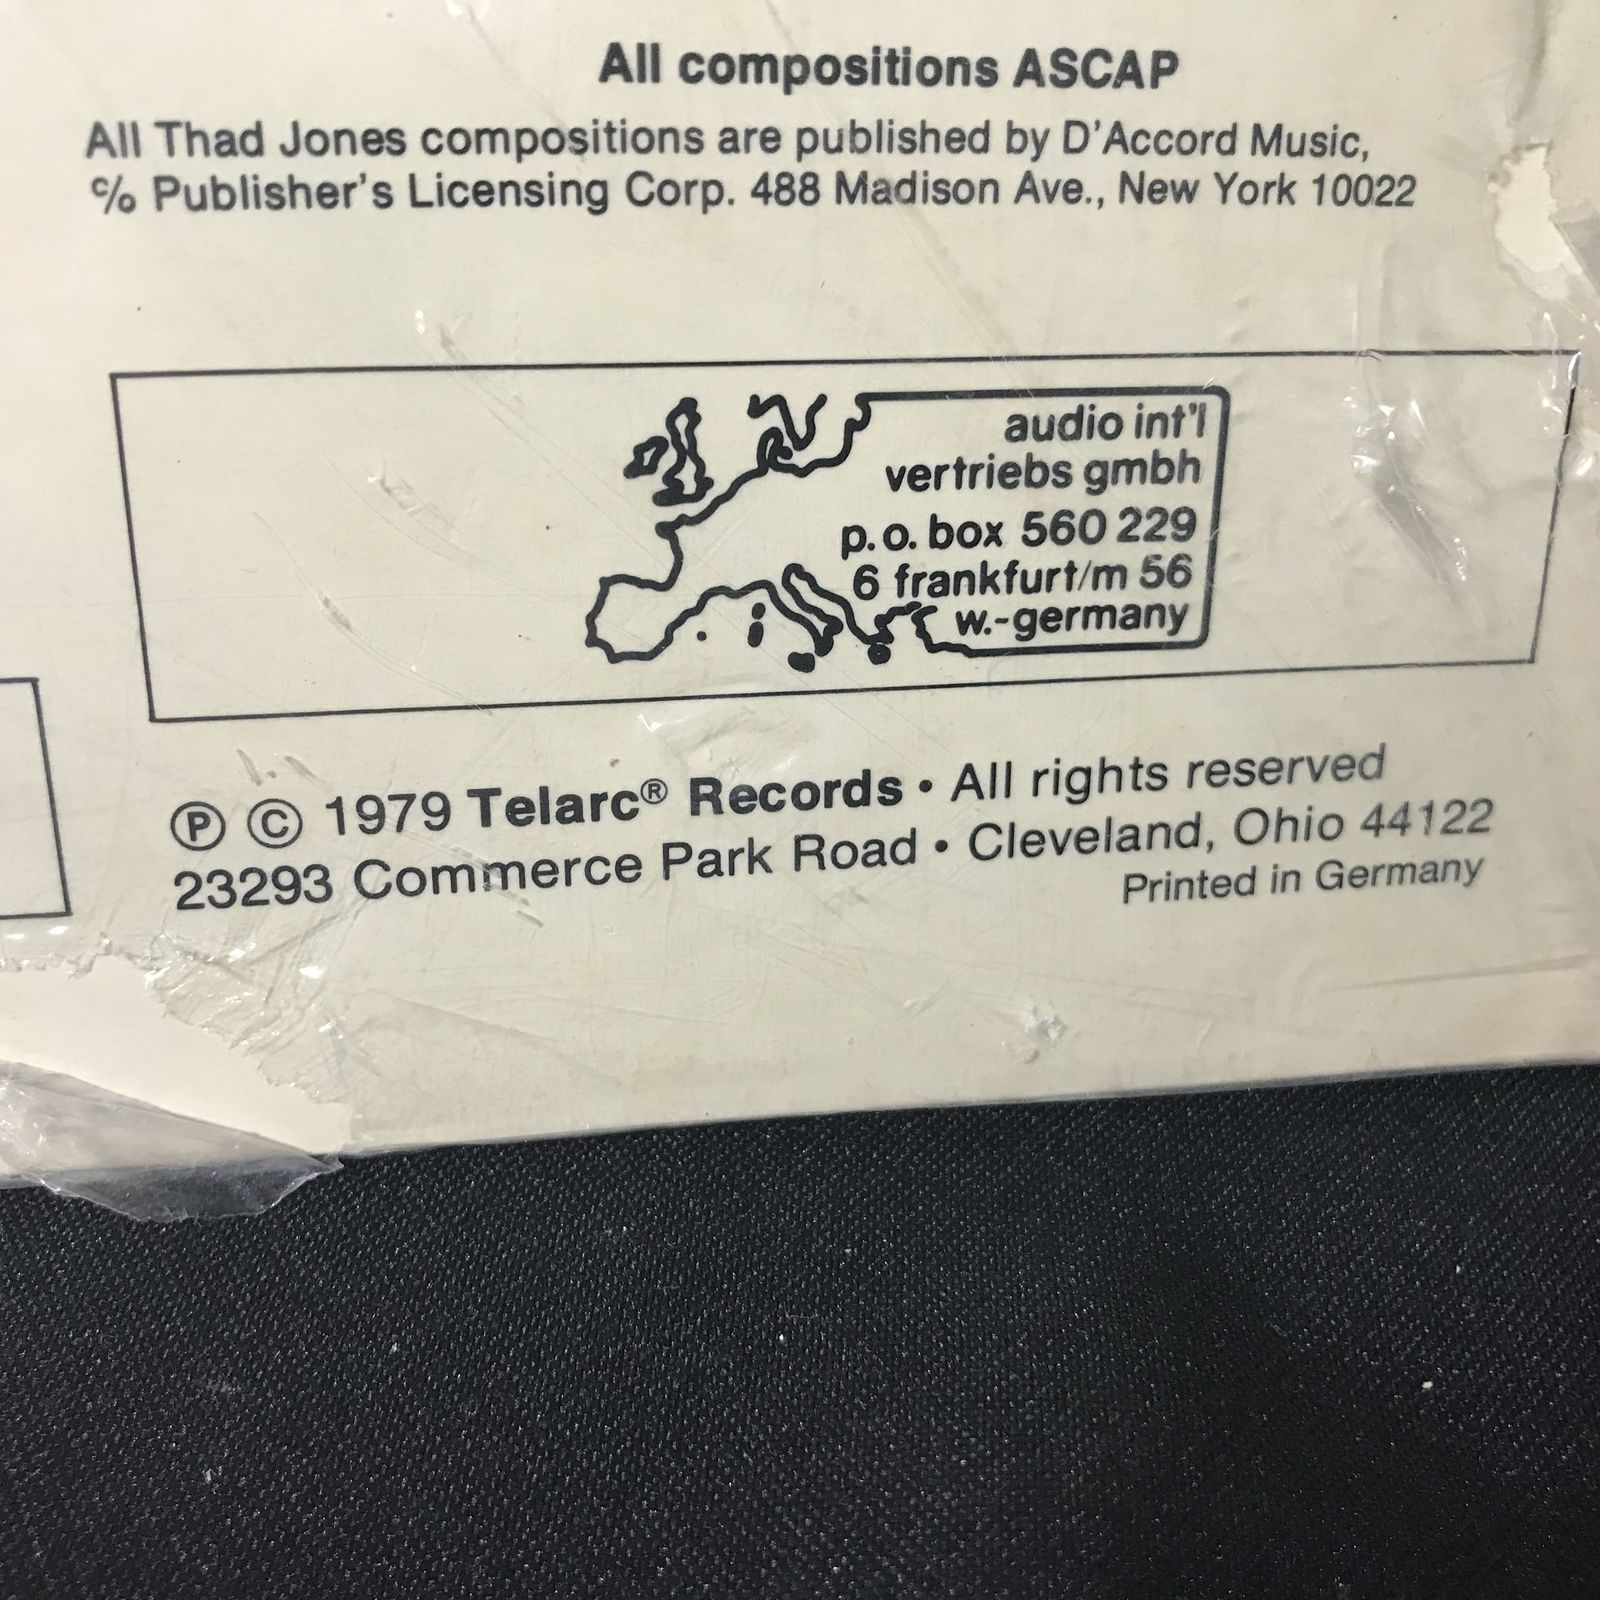 All compositions ASCAP
All Thad Jones compositions are published by D'Accord Music,
c/o Publisher's Licensing Corp. 488 Madison Ave., New York 10022
audio int'l
vertriebs gmbh
p.o. box 560 229
6 frankfurt/m 56
w.-germany
℗ © 1979 Telarc® Records • All rights reserved
23293 Commerce Park Road • Cleveland, Ohio 44122
Printed in Germany